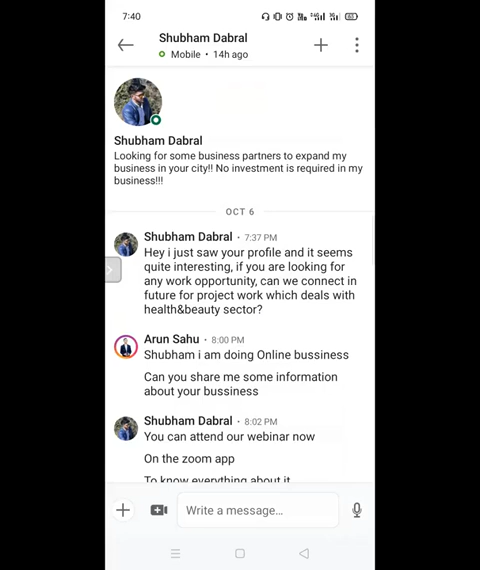 7:40
Shubham Dabral
Mobile • 14h ago
Shubham Dabral
Looking for some business partners to expand my
business in your city!! No investment is required in my
business!!!
OCT 6
Shubham Dabral • 7:37 PM
Hey i just saw your profile and it seems
quite interesting, if you are looking for
any work opportunity, can we connect in
future for project work which deals with
health&beauty sector?
Arun Sahu • 8:00 PM
Shubham i am doing Online bussiness
Can you share me some information
about your bussiness
Shubham Dabral • 8:02 PM
You can attend our webinar now
On the zoom app
To know everything about it
Write a message...